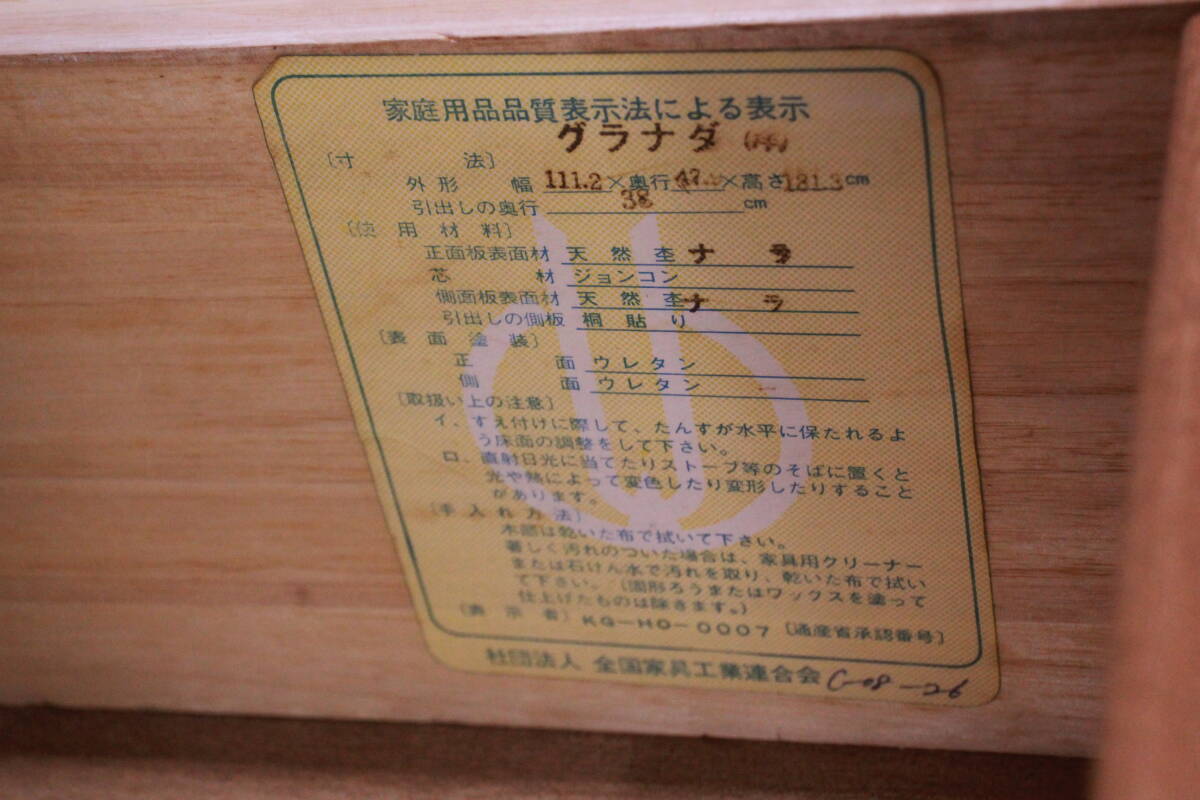 家庭用品品質表示法による表示
グラナダ
〔寸 法〕
外形 幅 111.2×奥行 47. ×高さ181.3cm
引出しの奥行 38 cm
〔使用材料〕
正面板表面材 天然杢ナラ
芯 材 ジョンコン
側面板表面材 天然杢ナラ
引出しの側板 桐貼り
〔表面塗装〕
正 面 ウレタン
側 面 ウレタン
〔取扱い上の注意〕
イ、すえ付けに際して、たんすが水平に保たれるよ
う床面の調整をして下さい。
ロ、直射日光に当てたりストーブ等のそばに置くと
光や熱によって変色したり変形したりすること
があります。
〔手入れ方法〕
本部は乾いた布で拭いて下さい。
著しく汚れのついた場合は、家具用クリーナー
または石けん水で汚れを取り、乾いた布で拭い
て下さい。(固形ろうまたはワックスを塗って
仕上げたものは除きます。)
〔表示者〕 KG-HO-0007〔通産省承認番号〕
社団法人 全国家具工業連合会 G-08-26